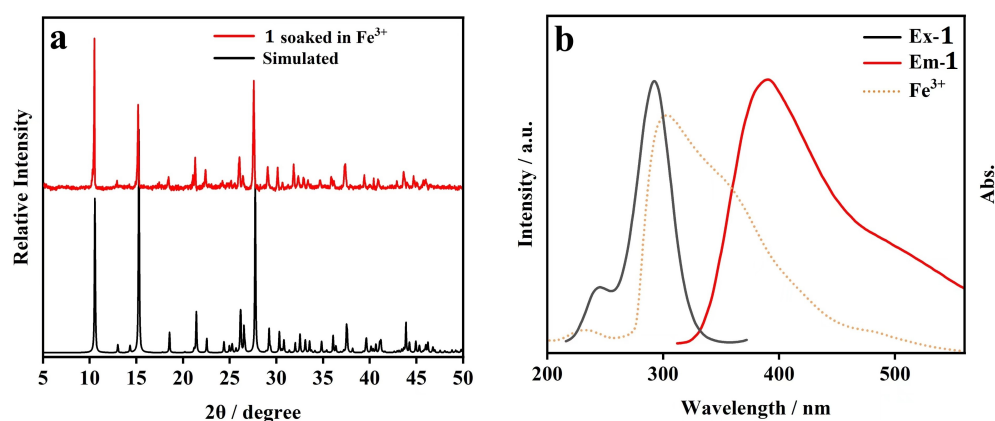 a
1 soaked in Fe³⁺
Simulated
Relative Intensity
5 10 15 20 25 30 35 40 45 50
2θ / degree
b
Ex-1
Em-1
Fe³⁺
Intensity / a.u.
Abs.
200 300 400 500
Wavelength / nm